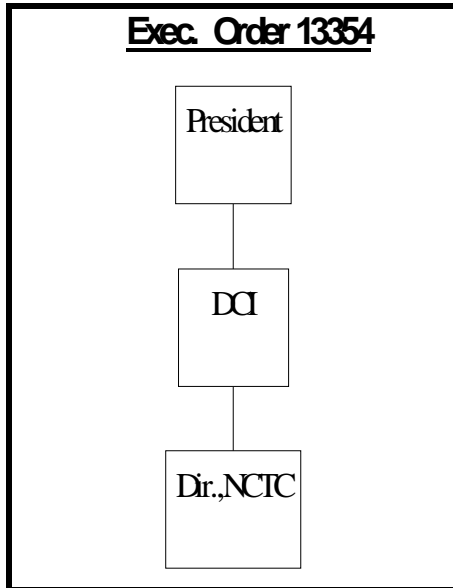 Exec. Order 13354
President
DCI
Dir.,NCTC